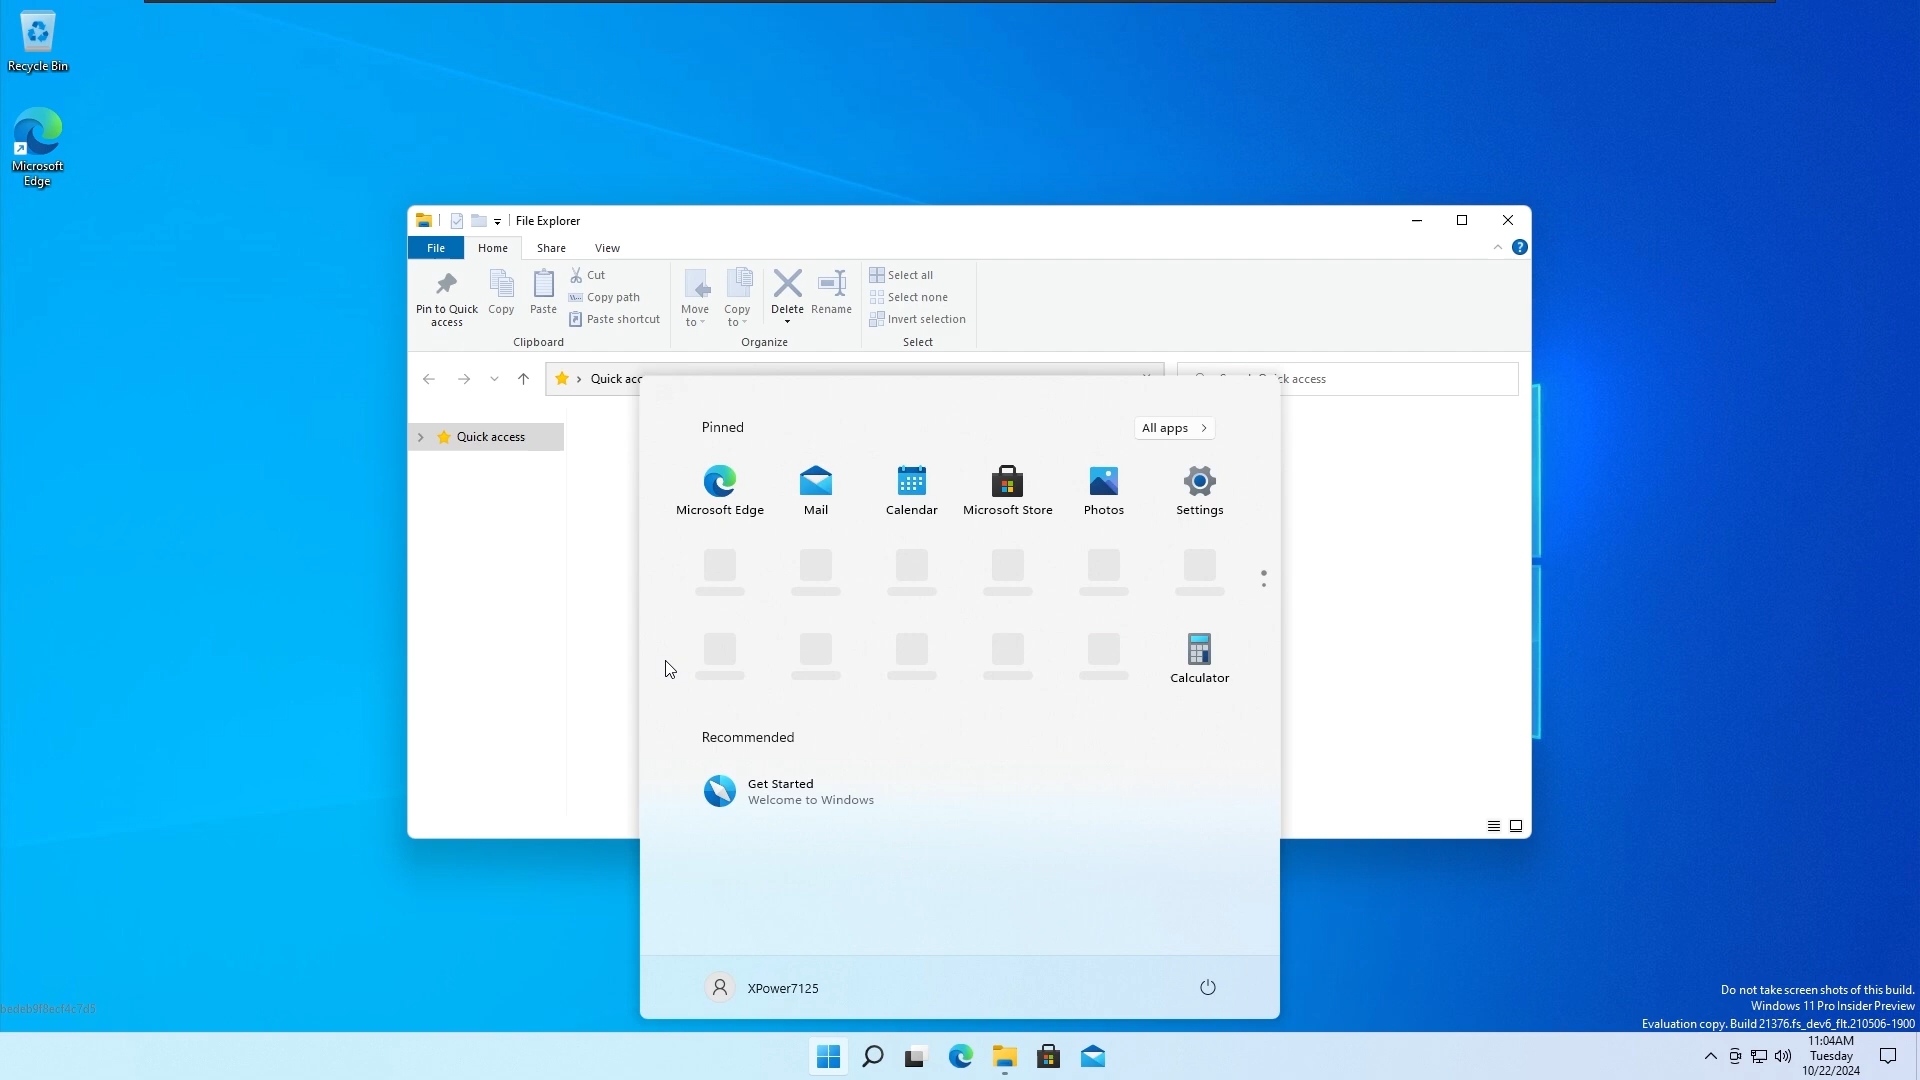 Recycle Bin
Microsoft
Edge
File Explorer
File
Home
Share
View
Pin to Quick
access
Copy
Paste
Cut
Copy path
Paste shortcut
Clipboard
Move
to
Copy
to
Delete
Rename
Organize
Select all
Select none
Invert selection
Select
Quick access
Pinned
All apps
Microsoft Edge
Mail
Calendar
Microsoft Store
Photos
Settings
Calculator
Recommended
Get Started
Welcome to Windows
XPower7125
Do not take screen shots of this build.
Windows 11 Pro Insider Preview
Evaluation copy. Build 21376.fs_dev6_flt.210506-1900
11:04AM
Tuesday
10/22/2024